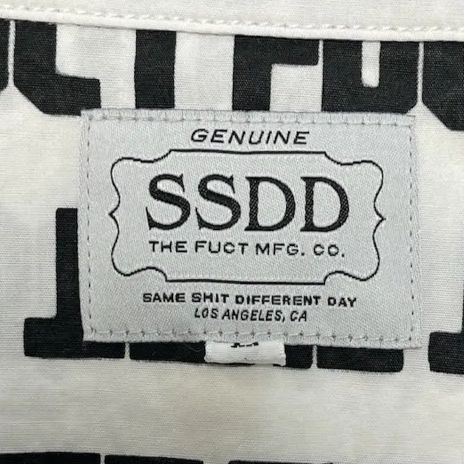 GENUINE
SSDD
THE FUCT MFG. CO.
SAME SHIT DIFFERENT DAY
LOS ANGELES, CA
M